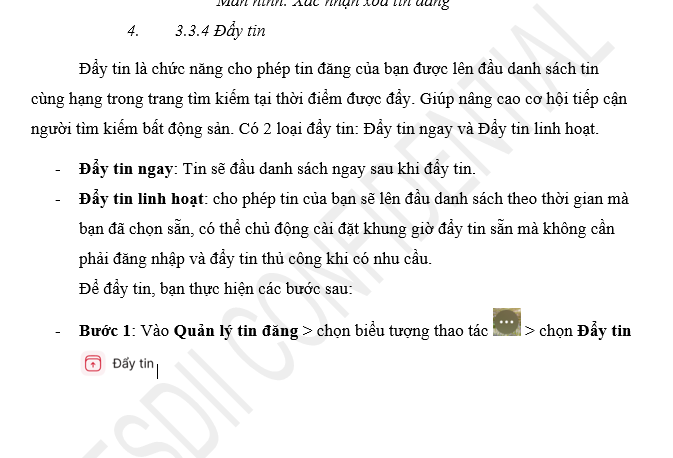 Màn hình: Xác nhận xóa tin đăng
4. 3.3.4 Đẩy tin
Đẩy tin là chức năng cho phép tin đăng của bạn được lên đầu danh sách tin
cùng hạng trong trang tìm kiếm tại thời điểm được đẩy. Giúp nâng cao cơ hội tiếp cận
người tìm kiếm bất động sản. Có 2 loại đẩy tin: Đẩy tin ngay và Đẩy tin linh hoạt.
- Đẩy tin ngay: Tin sẽ đầu danh sách ngay sau khi đẩy tin.
- Đẩy tin linh hoạt: cho phép tin của bạn sẽ lên đầu danh sách theo thời gian mà
bạn đã chọn sẵn, có thể chủ động cài đặt khung giờ đẩy tin sẵn mà không cần
phải đăng nhập và đẩy tin thủ công khi có nhu cầu.
Để đẩy tin, bạn thực hiện các bước sau:
- Bước 1: Vào Quản lý tin đăng > chọn biểu tượng thao tác > chọn Đẩy tin
Đẩy tin
ESDII CONFIDENTIAL